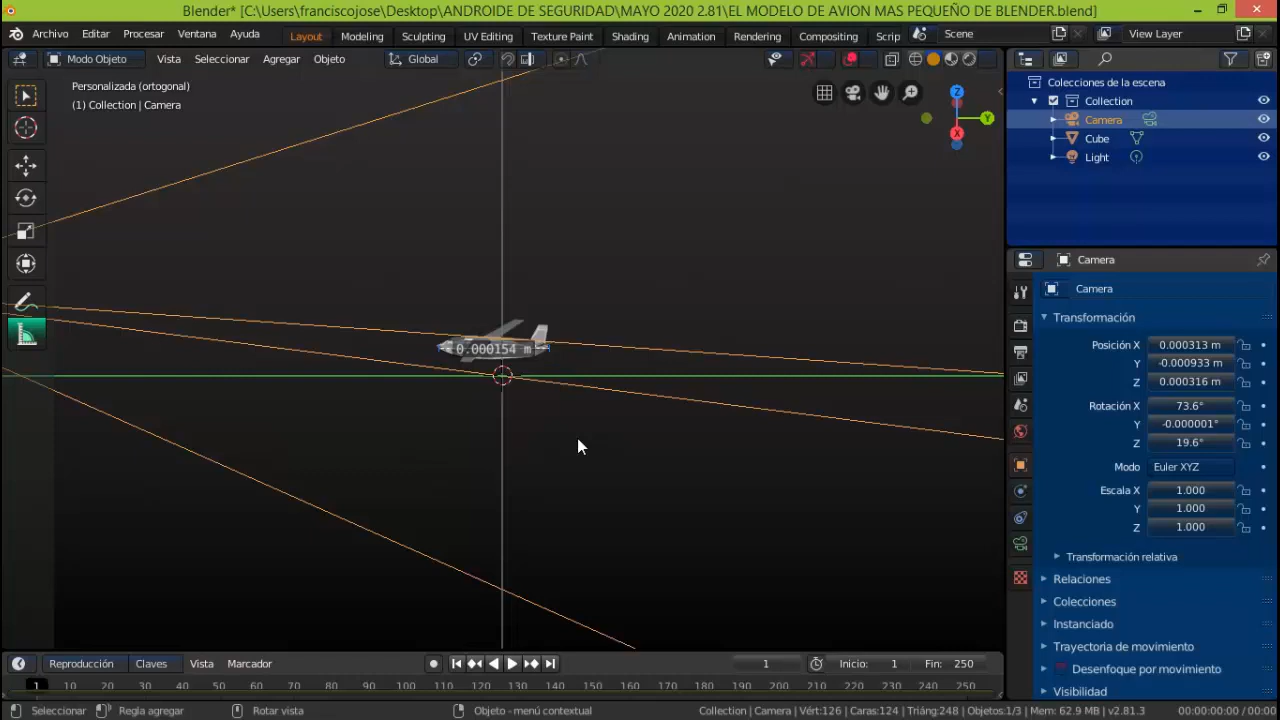 Blender* [C:\Users\franciscojose\Desktop\ANDROIDE DE SEGURIDAD\MAYO 2020 2.81\EL MODELO DE AVION MAS PEQUEÑO DE BLENDER.blend]
Archivo Editar Procesar Ventana Ayuda Layout Modeling Sculpting UV Editing Texture Paint Shading Animation Rendering Compositing Scrip Scene View Layer
Modo Objeto Vista Seleccionar Agregar Objeto Global
Personalizada (ortogonal)
(1) Collection | Camera
Z
Y
X
0.000154 m
Colecciones de la escena
Collection
Camera
Cube
Light
Camera
Camera
Transformación
Posición X 0.000313 m
Y -0.000933 m
Z 0.000316 m
Rotación X 73.6°
Y -0.000001°
Z 19.6°
Modo Euler XYZ
Escala X 1.000
Y 1.000
Z 1.000
Transformación relativa
Relaciones
Colecciones
Instanciado
Trayectoria de movimiento
Desenfoque por movimiento
Visibilidad
Reproducción Claves Vista Marcador 1 Inicio: 1 Fin: 250
1 10 20 30 40 50 60 70 80 90 100 110 120 130 140 150 160 170 180 190 200 210 220 230 240 250
Seleccionar Regla agregar Rotar vista Objeto - menú contextual Collection | Camera | Vért:126 | Caras:124 | Triáng:248 | Objetos:1/3 | Mem: 62.9 MB | v2.81.3 00:00:00:00 / 00:00